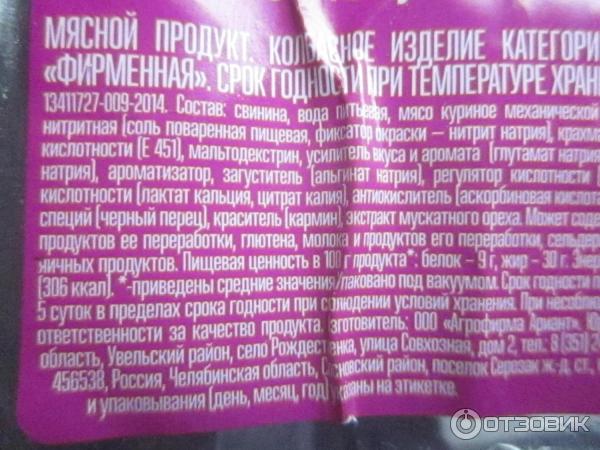 МЯСНОЙ ПРОДУКТ. КОЛБАСНОЕ ИЗДЕЛИЕ КАТЕГОРИ
«ФИРМЕННАЯ». СРОК ГОДНОСТИ ПРИ ТЕМПЕРАТУРЕ ХРАН
13411727-009-2014. Состав: свинина, вода питьевая, мясо куриное механической
нитритная (соль поваренная пищевая, фиксатор окраски – нитрит натрия), крахм
кислотности (Е 451), мальтодекстрин, усилитель вкуса и аромата (глутамат натри
натрия), ароматизатор, загуститель (альгинат натрия), регулятор кислотности
кислотности (лактат кальция, цитрат калия), антиокислитель (аскорбиновая кисло
специй (черный перец), краситель (кармин), экстракт мускатного ореха. Может соде
продуктов ее переработки, глютена, молока и продуктов его переработки, сельдер
яичных продуктов. Пищевая ценность в 100 г продукта*: белок – 9 г, жир – 30 г. Энер
(306 ккал). *-приведены средние значения. Упаковано под вакуумом. Срок годности
5 суток в пределах срока годности при соблюдении условий хранения. При несоблю
ответственности за качество продукта. Изготовитель: ООО «Агрофирма Ариант». Ю
область, Увельский район, село Рождественка, улица Совхозная, дом 2, тел.: 8 (351) 2
456538, Россия, Челябинская область, Сосновский район, поселок Серозак ж.-д. ст.,
и упаковывания (день, месяц, год) указаны на этикетке.
ОТЗОВИК